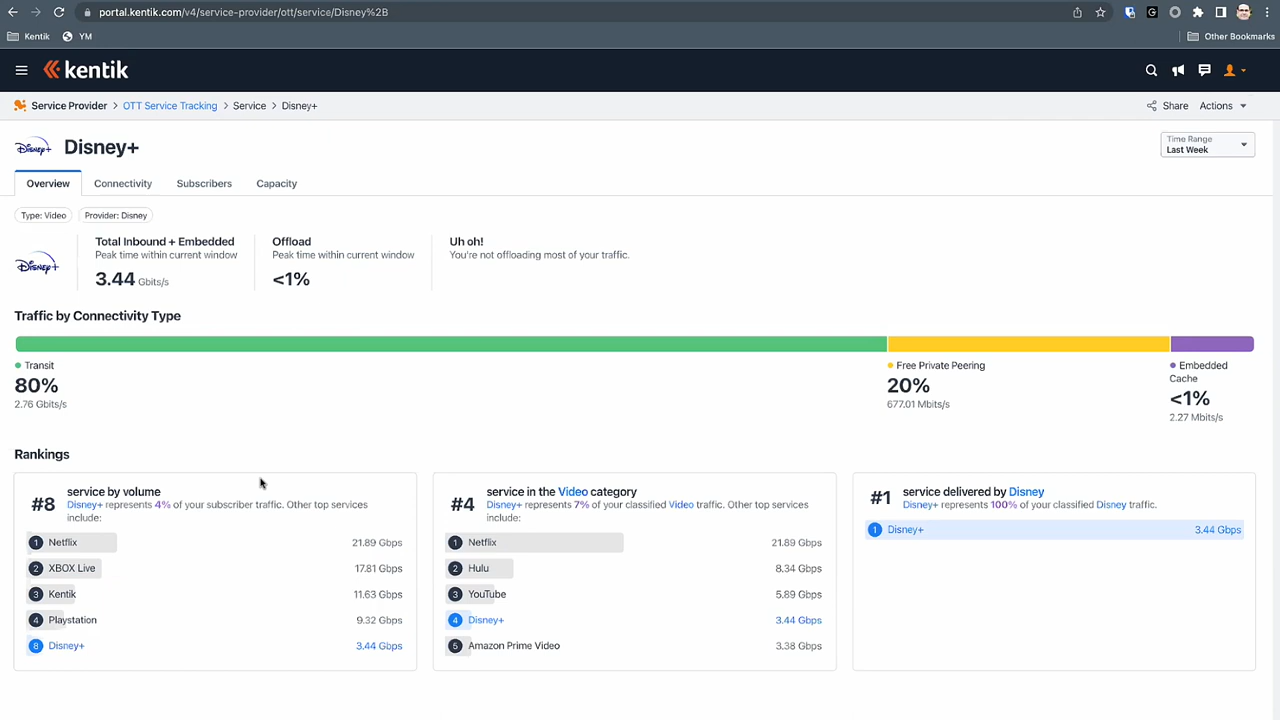 portal.kentik.com/v4/service-provider/ott/service/Disney%2B
Kentik YM Other Bookmarks
kentik
Service Provider > OTT Service Tracking > Service > Disney+ Share Actions
Disney+ Disney+
Time Range
Last Week
Overview Connectivity Subscribers Capacity
Type: Video Provider: Disney
Disney+
Total Inbound + Embedded Offload Uh oh!
Peak time within current window Peak time within current window You're not offloading most of your traffic.
3.44 Gbits/s <1%
Traffic by Connectivity Type
Transit Free Private Peering Embedded
Cache
80% 20% <1%
2.76 Gbits/s 677.01 Mbits/s 2.27 Mbits/s
Rankings
#8 service by volume
Disney+ represents 4% of your subscriber traffic. Other top services
include:
1 Netflix 21.89 Gbps
2 XBOX Live 17.81 Gbps
3 Kentik 11.63 Gbps
4 Playstation 9.32 Gbps
8 Disney+ 3.44 Gbps
#4 service in the Video category
Disney+ represents 7% of your classified Video traffic. Other top services
include:
1 Netflix 21.89 Gbps
2 Hulu 8.34 Gbps
3 YouTube 5.89 Gbps
4 Disney+ 3.44 Gbps
5 Amazon Prime Video 3.38 Gbps
#1 service delivered by Disney
Disney+ represents 100% of your classified Disney traffic.
1 Disney+ 3.44 Gbps